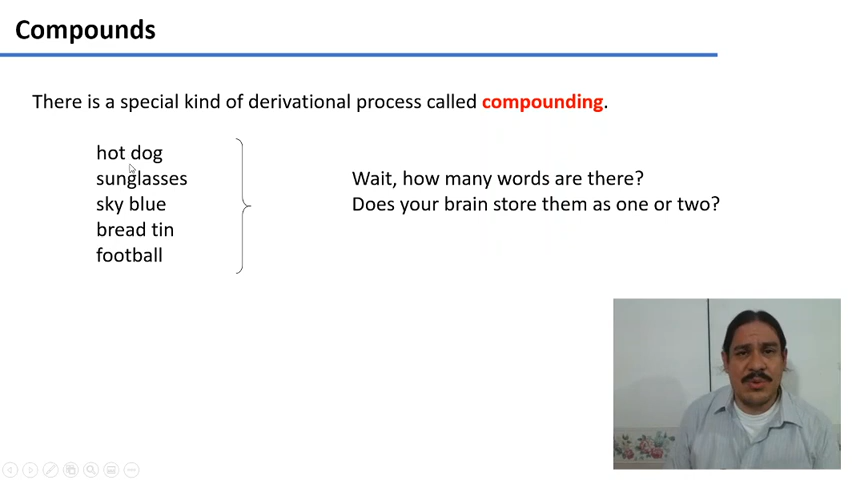 Compounds
There is a special kind of derivational process called compounding.
hot dog
sunglasses
sky blue
bread tin
football
Wait, how many words are there?
Does your brain store them as one or two?